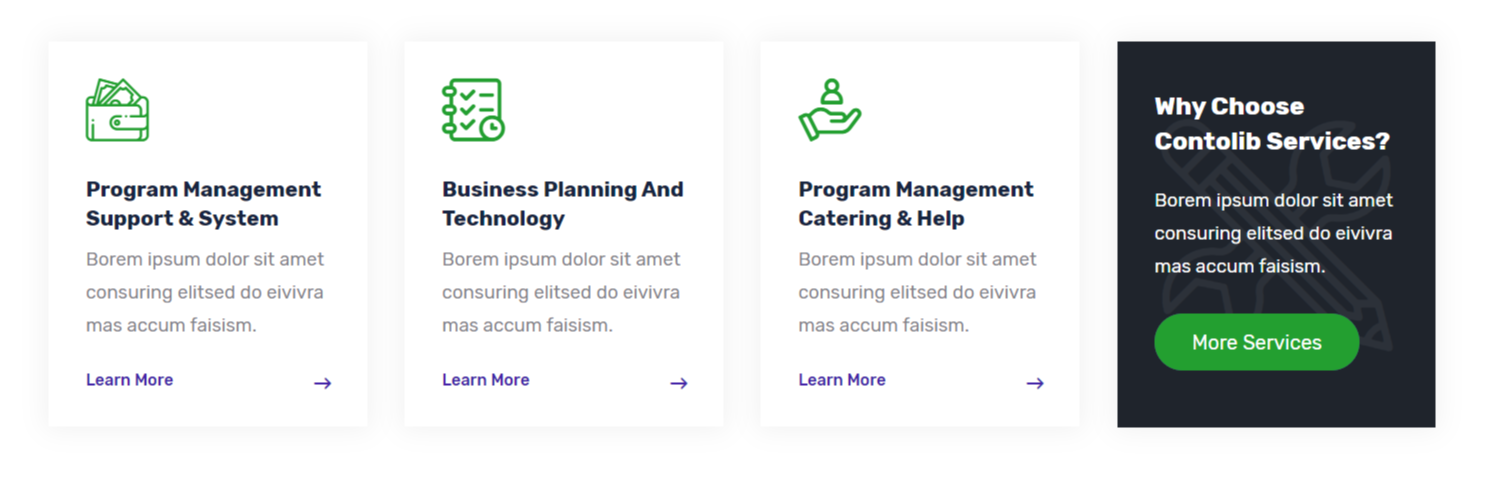 Program Management
Support & System
Borem ipsum dolor sit amet
consuring elitsed do eivivra
mas accum faisism.
Learn More →
Business Planning And
Technology
Borem ipsum dolor sit amet
consuring elitsed do eivivra
mas accum faisism.
Learn More →
Program Management
Catering & Help
Borem ipsum dolor sit amet
consuring elitsed do eivivra
mas accum faisism.
Learn More →
Why Choose
Contolib Services?
Borem ipsum dolor sit amet
consuring elitsed do eivivra
mas accum faisism.
More Services